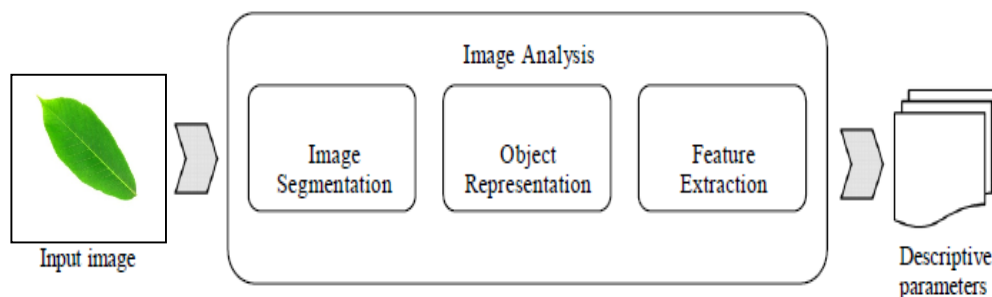 Image Analysis
Image
Segmentation
Object
Representation
Feature
Extraction
Input image
Descriptive
parameters